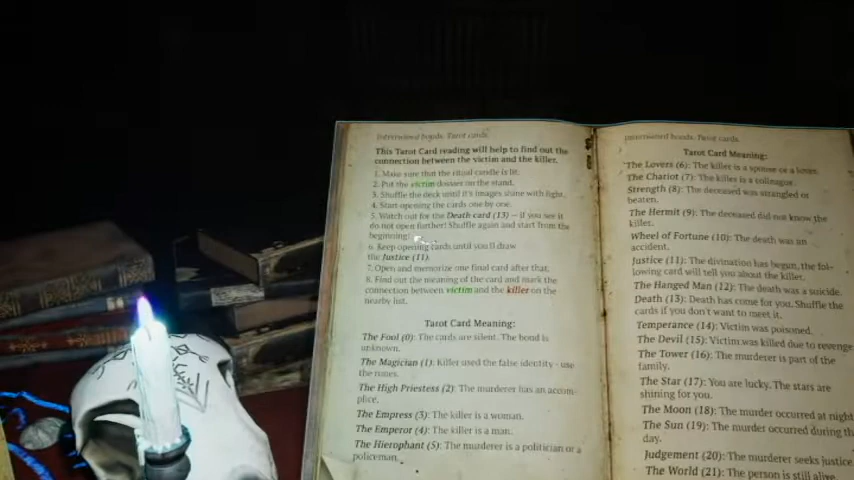 Intertwined bonds. Tarot cards.
This Tarot Card reading will help to find out the
connection between the victim and the killer.
1. Make sure that the ritual candle is lit.
2. Put the victim dossier on the stand.
3. Shuffle the deck until it's images shine with light.
4. Start opening the cards one by one.
5. Watch out for the Death card (13) – if you see it
do not open further! Shuffle again and start from the
beginning!
6. Keep opening cards until you'll draw
the Justice (11).
7. Open and memorize one final card after that.
8. Find out the meaning of the card and mark the
connection between victim and the killer on the
nearby list.
Tarot Card Meaning:
The Fool (0): The cards are silent. The bond is
unknown.
The Magician (1): Killer used the false identity - use
the runes.
The High Priestess (2): The murderer has an accom-
plice.
The Empress (3): The killer is a woman.
The Emperor (4): The killer is a man.
The Hierophant (5): The murderer is a politician or a
policeman.
Intertwined bonds. Tarot cards.
Tarot Card Meaning:
The Lovers (6): The killer is a spouse or a lover.
The Chariot (7): The killer is a colleague.
Strength (8): The deceased was strangled or
beaten.
The Hermit (9): The deceased did not know the
killer.
Wheel of Fortune (10): The death was an
accident.
Justice (11): The divination has begun, the fol-
lowing card will tell you about the killer.
The Hanged Man (12): The death was a suicide.
Death (13): Death has come for you. Shuffle the
cards if you don't want to meet it.
Temperance (14): Victim was poisoned.
The Devil (15): Victim was killed due to revenge
The Tower (16): The murderer is part of the
family.
The Star (17): You are lucky. The stars are
shining for you.
The Moon (18): The murder occurred at night
The Sun (19): The murder occurred during the
day.
Judgement (20): The murderer seeks justice
The World (21): The person is still alive